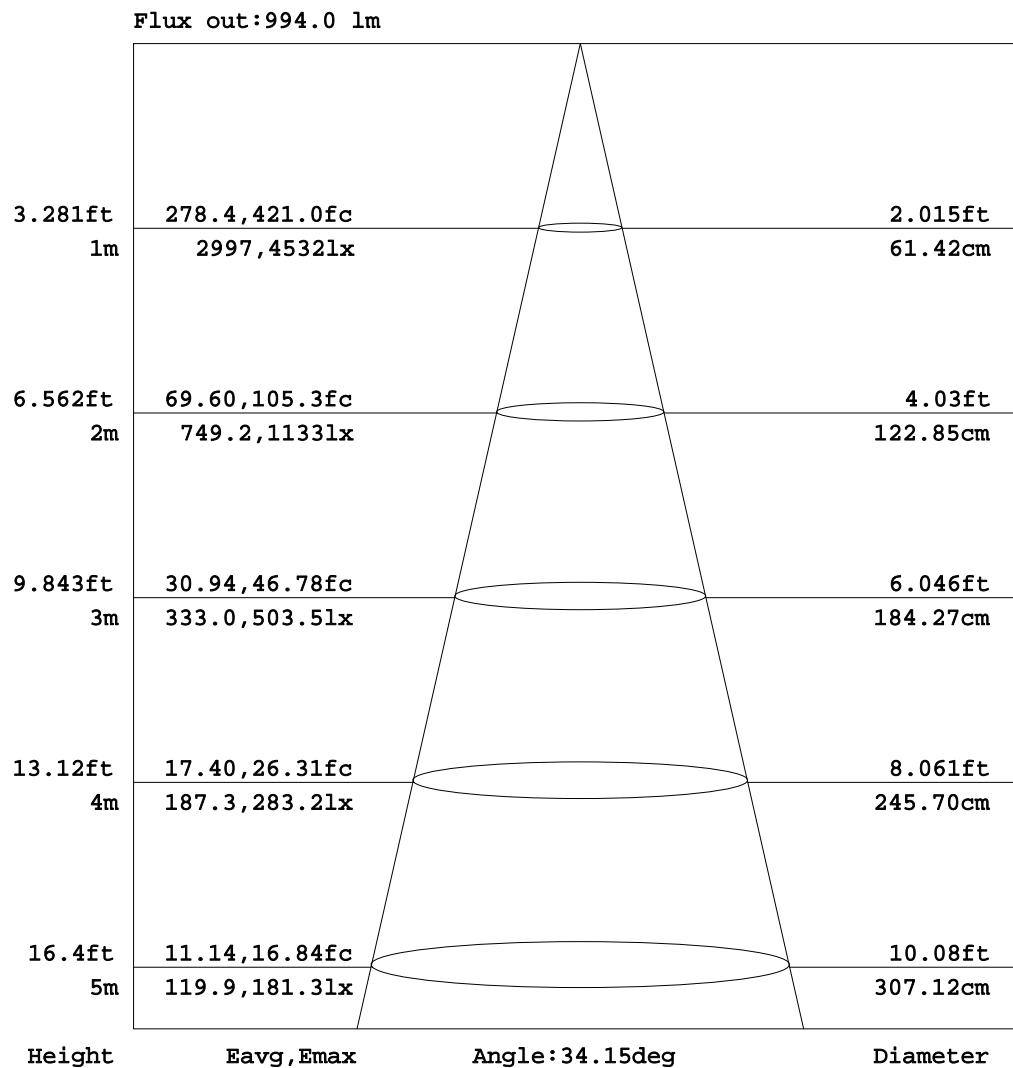 Flux out:994.0 lm
3.281ft 278.4,421.0fc 2.015ft
1m 2997,4532lx 61.42cm
6.562ft 69.60,105.3fc 4.03ft
2m 749.2,1133lx 122.85cm
9.843ft 30.94,46.78fc 6.046ft
3m 333.0,503.5lx 184.27cm
13.12ft 17.40,26.31fc 8.061ft
4m 187.3,283.2lx 245.70cm
16.4ft 11.14,16.84fc 10.08ft
5m 119.9,181.3lx 307.12cm
Height Eavg,Emax Angle:34.15deg Diameter